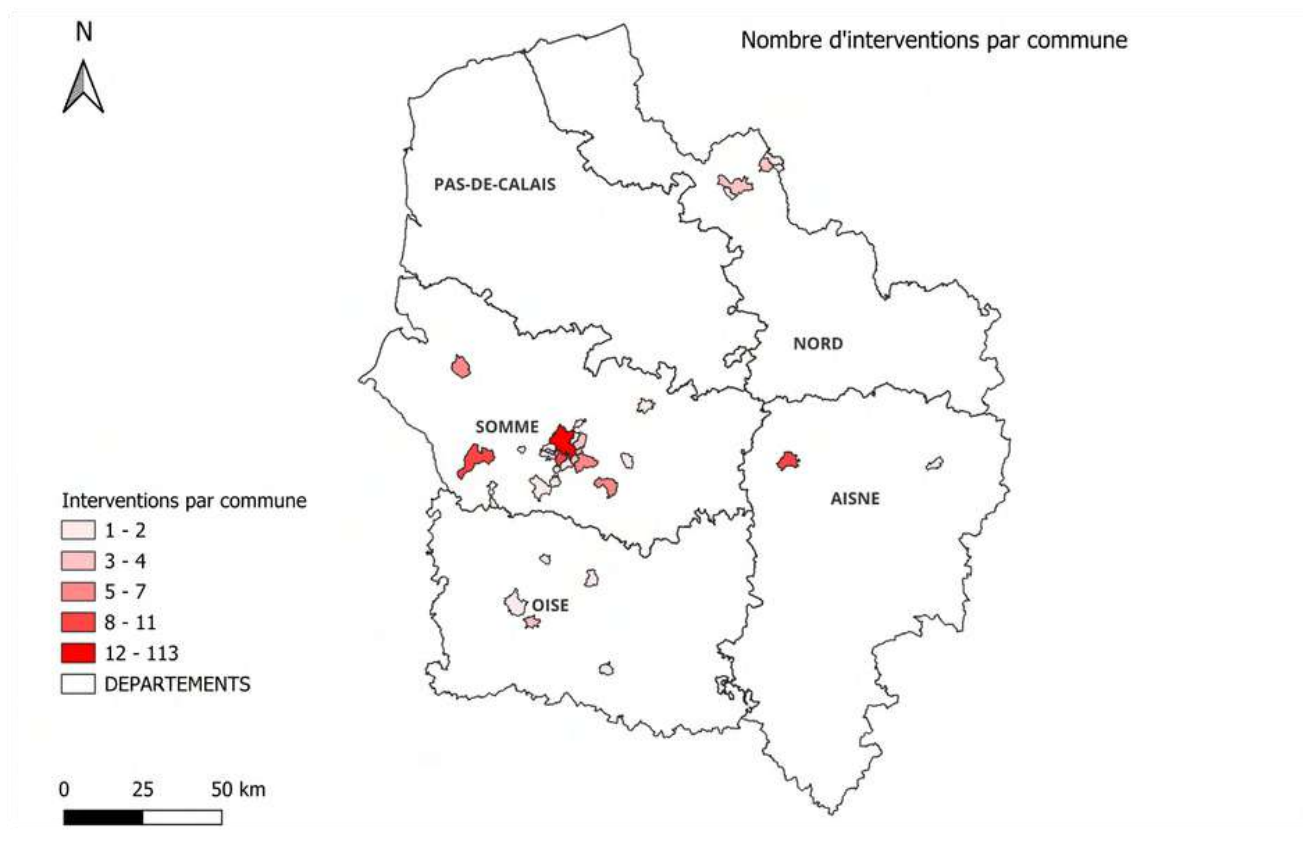 N
Nombre d'interventions par commune
PAS-DE-CALAIS
NORD
SOMME
AISNE
OISE
Interventions par commune
1 - 2
3 - 4
5 - 7
8 - 11
12 - 113
DEPARTEMENTS
0 25 50 km